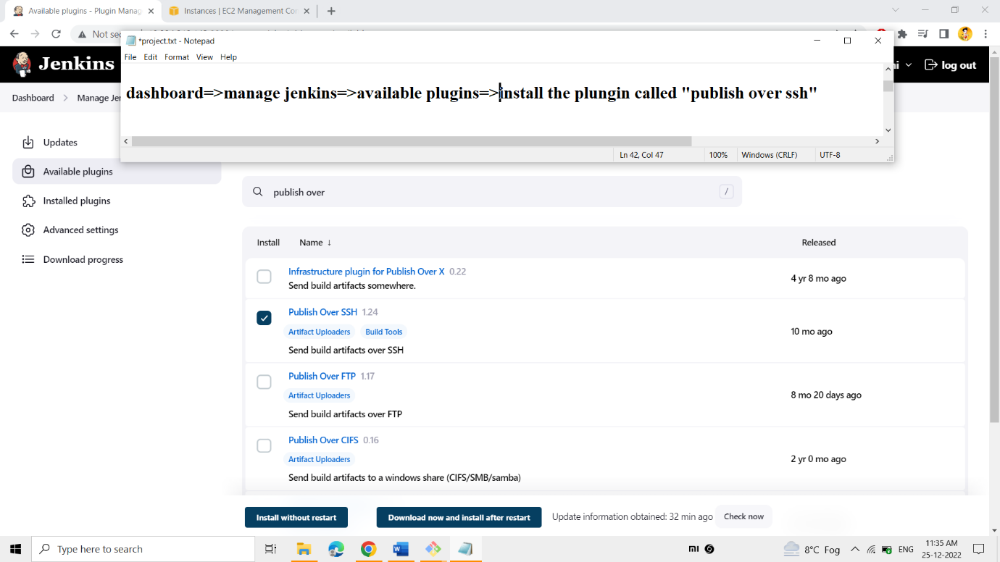 Available plugins - Plugin Manag
Instances | EC2 Management Con
Not sec
*project.txt - Notepad
File Edit Format View Help
Jenkins
log out
dashboard=>manage jenkins=>available plugins=>install the plungin called "publish over ssh"
Dashboard Manage Jen
Ln 42, Col 47 100% Windows (CRLF) UTF-8
Updates
Available plugins
Installed plugins
Advanced settings
Download progress
publish over /
Install Name ↓ Released
Infrastructure plugin for Publish Over X 0.22
Send build artifacts somewhere.
4 yr 8 mo ago
Publish Over SSH 1.24
Artifact Uploaders Build Tools
Send build artifacts over SSH
10 mo ago
Publish Over FTP 1.17
Artifact Uploaders
Send build artifacts over FTP
8 mo 20 days ago
Publish Over CIFS 0.16
Artifact Uploaders
Send build artifacts to a windows share (CIFS/SMB/samba)
2 yr 0 mo ago
Install without restart Download now and install after restart Update information obtained: 32 min ago Check now
Type here to search
8°C Fog ENG
11:35 AM
25-12-2022